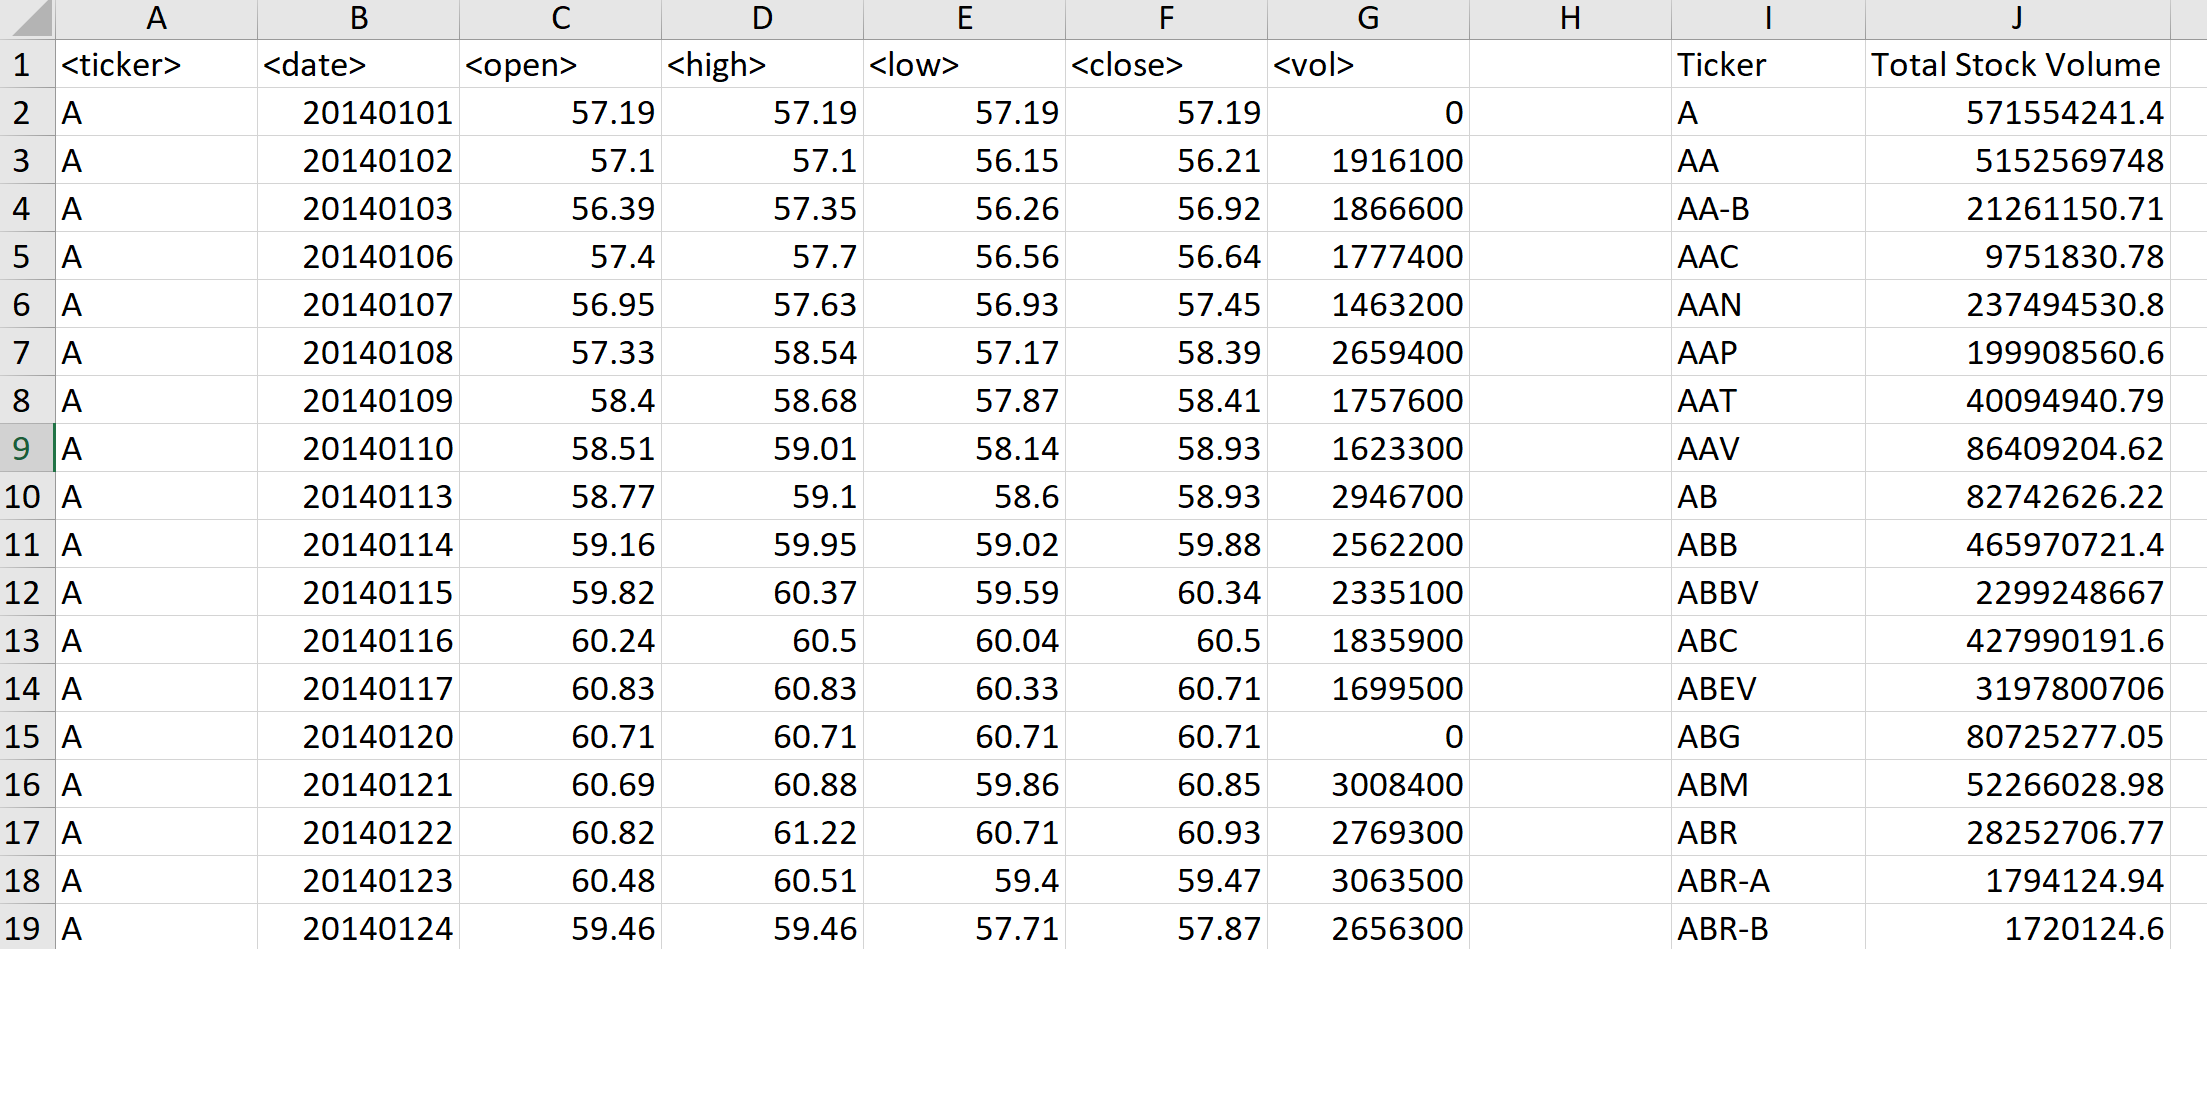 A B C D E F G H I J
1 <ticker> <date> <open> <high> <low> <close> <vol> Ticker Total Stock Volume
2 A 20140101 57.19 57.19 57.19 57.19 0 A 571554241.4
3 A 20140102 57.1 57.1 56.15 56.21 1916100 AA 5152569748
4 A 20140103 56.39 57.35 56.26 56.92 1866600 AA-B 21261150.71
5 A 20140106 57.4 57.7 56.56 56.64 1777400 AAC 9751830.78
6 A 20140107 56.95 57.63 56.93 57.45 1463200 AAN 237494530.8
7 A 20140108 57.33 58.54 57.17 58.39 2659400 AAP 199908560.6
8 A 20140109 58.4 58.68 57.87 58.41 1757600 AAT 40094940.79
9 A 20140110 58.51 59.01 58.14 58.93 1623300 AAV 86409204.62
10 A 20140113 58.77 59.1 58.6 58.93 2946700 AB 82742626.22
11 A 20140114 59.16 59.95 59.02 59.88 2562200 ABB 465970721.4
12 A 20140115 59.82 60.37 59.59 60.34 2335100 ABBV 2299248667
13 A 20140116 60.24 60.5 60.04 60.5 1835900 ABC 427990191.6
14 A 20140117 60.83 60.83 60.33 60.71 1699500 ABEV 3197800706
15 A 20140120 60.71 60.71 60.71 60.71 0 ABG 80725277.05
16 A 20140121 60.69 60.88 59.86 60.85 3008400 ABM 52266028.98
17 A 20140122 60.82 61.22 60.71 60.93 2769300 ABR 28252706.77
18 A 20140123 60.48 60.51 59.4 59.47 3063500 ABR-A 1794124.94
19 A 20140124 59.46 59.46 57.71 57.87 2656300 ABR-B 1720124.6